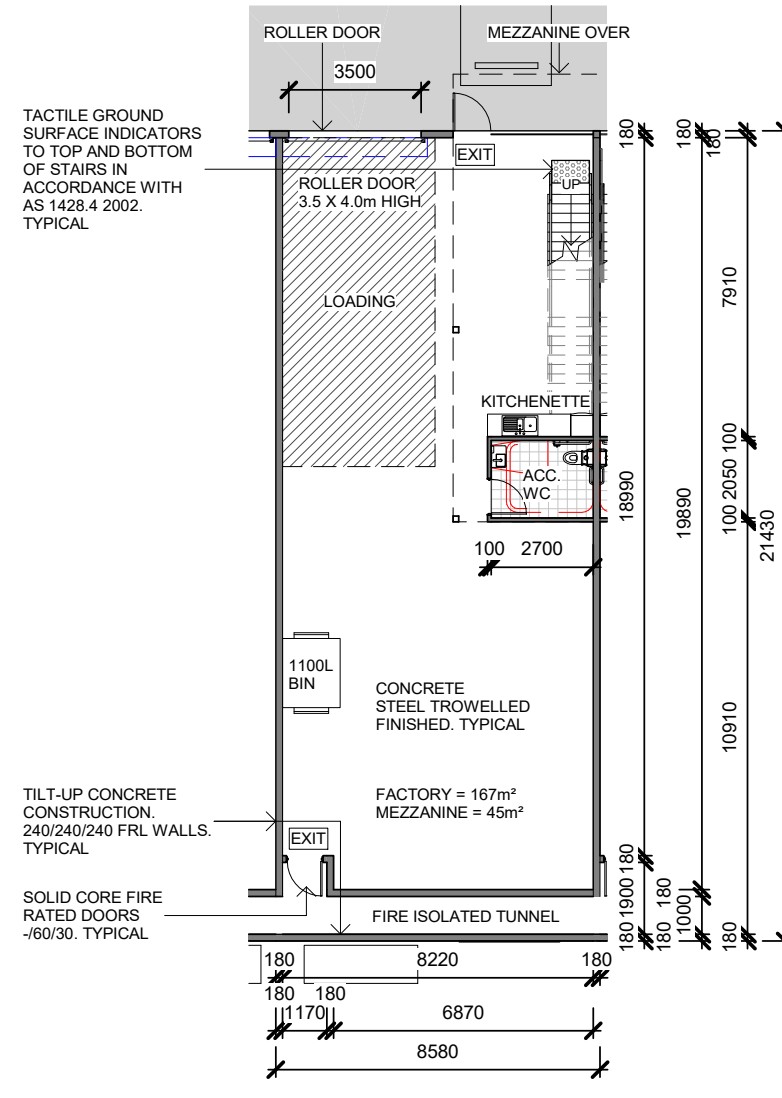 ROLLER DOOR
MEZZANINE OVER
3500
TACTILE GROUND
SURFACE INDICATORS
TO TOP AND BOTTOM
OF STAIRS IN
ACCORDANCE WITH
AS 1428.4 2002.
TYPICAL
EXIT
ROLLER DOOR
3.5 X 4.0m HIGH
UP
LOADING
KITCHENETTE
ACC.
WC
100 2700
1100L
BIN
CONCRETE
STEEL TROWELLED
FINISHED. TYPICAL
FACTORY = 167m²
MEZZANINE = 45m²
TILT-UP CONCRETE
CONSTRUCTION.
240/240/240 FRL WALLS.
TYPICAL
EXIT
SOLID CORE FIRE
RATED DOORS
-/60/30. TYPICAL
FIRE ISOLATED TUNNEL
180 8220 180
180 180
1170 6870
8580
180
18990
180
1900
180
180
19890
180
1000
180
180
7910
100
2050
100
10910
180
21430